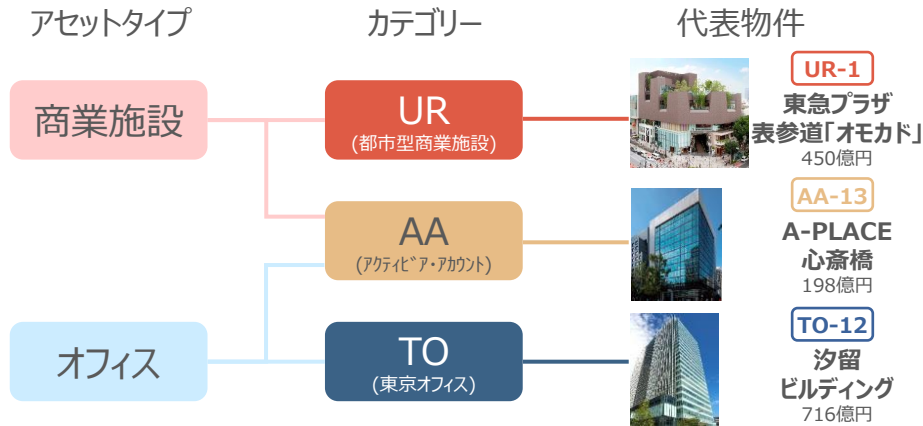 アセットタイプ
カテゴリー
代表物件
商業施設
UR
(都市型商業施設)
UR-1
東急プラザ
表参道「オモカド」
450億円
AA
(ｱｸﾃｨﾋﾞｱ・ｱｶｳﾝﾄ)
AA-13
A-PLACE
心斎橋
198億円
オフィス
TO
(東京オフィス)
TO-12
汐留
ビルディング
716億円